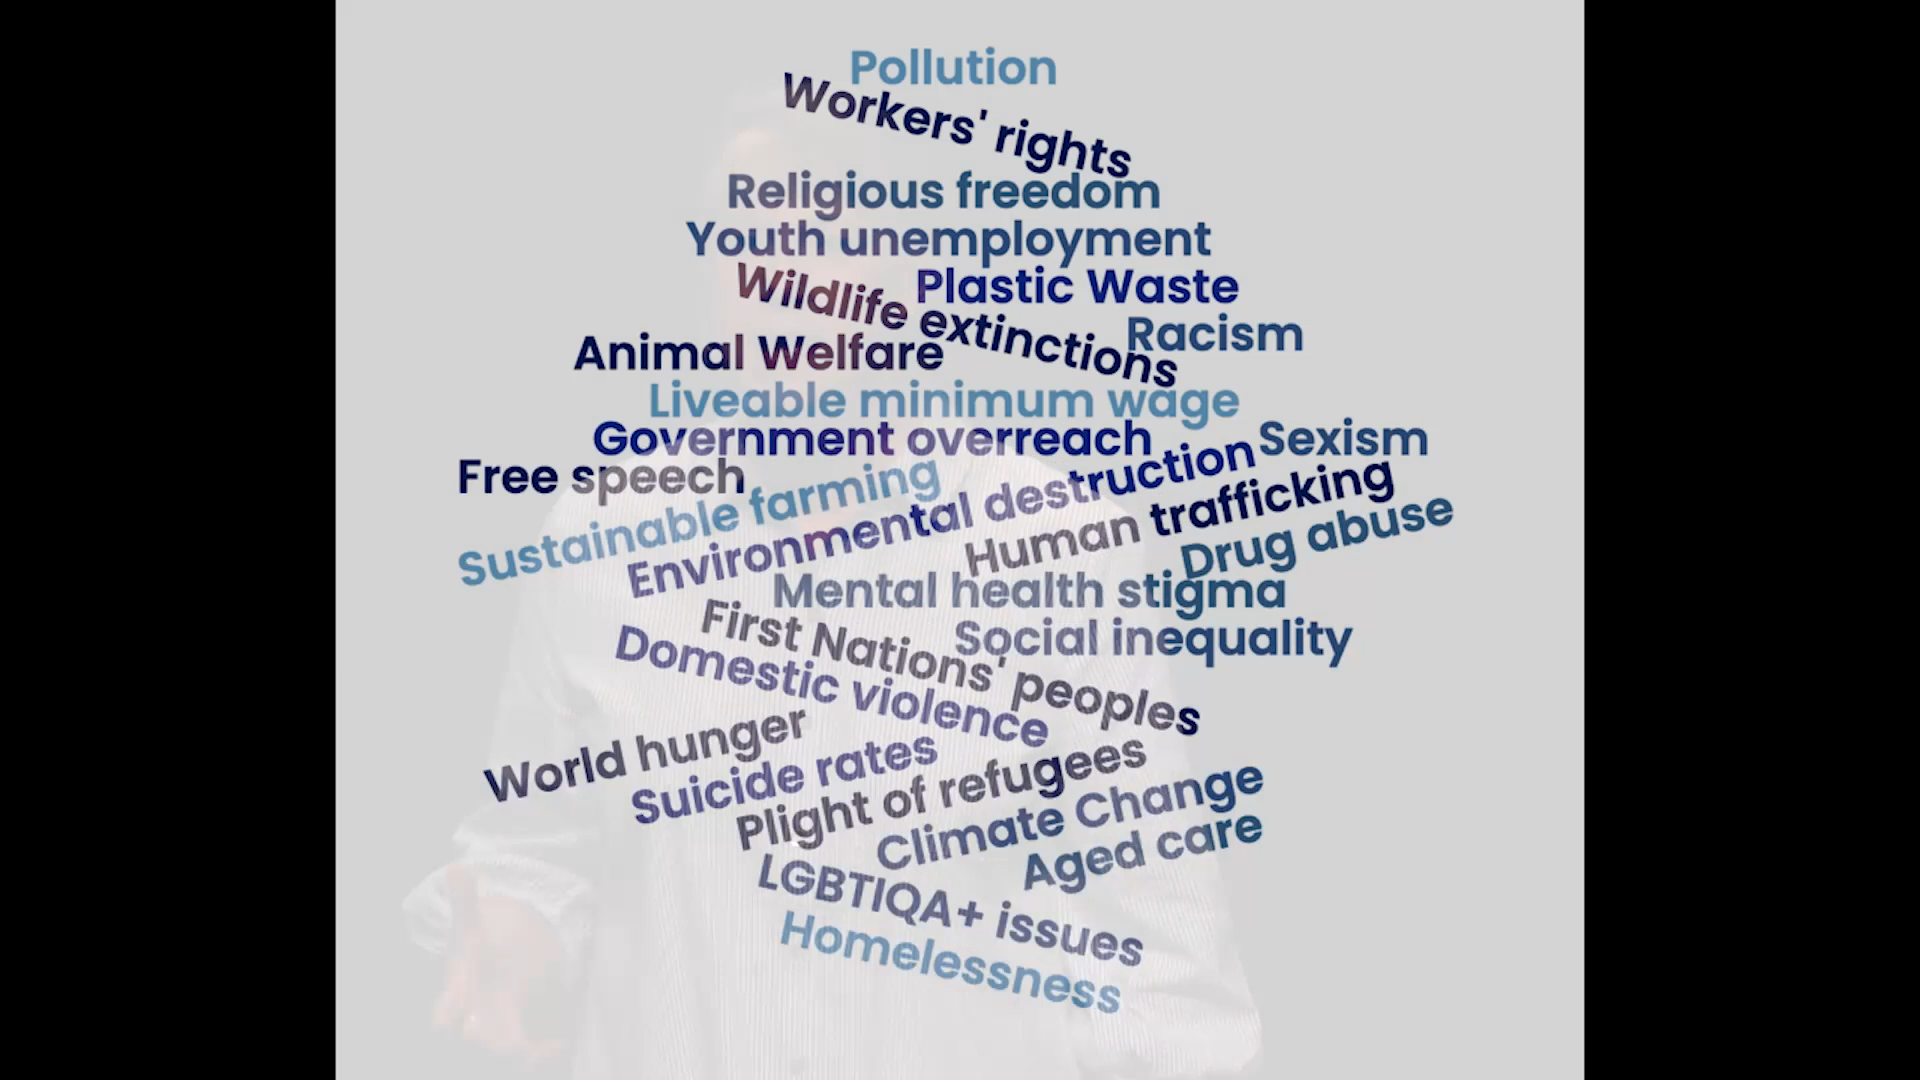 Pollution
Workers' rights
Religious freedom
Youth unemployment
Wildlife extinctions
Plastic Waste
Racism
Animal Welfare
Liveable minimum wage
Government overreach
Sexism
Free speech
Sustainable farming
Environmental destruction
Human trafficking
Drug abuse
Mental health stigma
First Nations' peoples
Social inequality
Domestic violence
World hunger
Suicide rates
Plight of refugees
Climate Change
Aged care
LGBTIQA+ issues
Homelessness